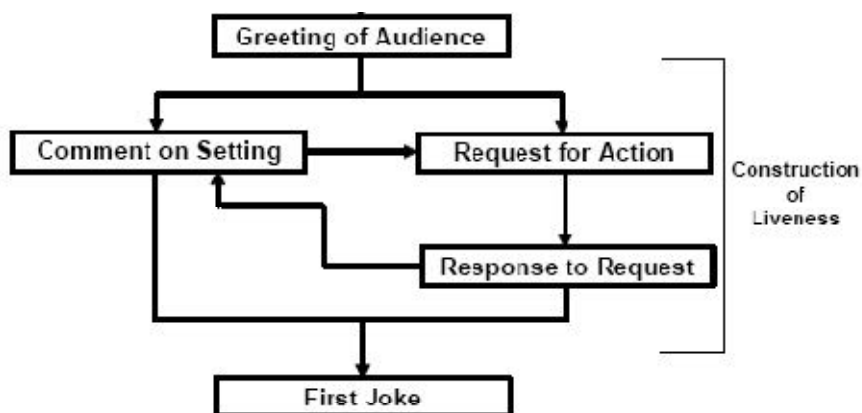 Greeting of Audience
Comment on Setting
Request for Action
Construction
of
Liveness
Response to Request
First Joke